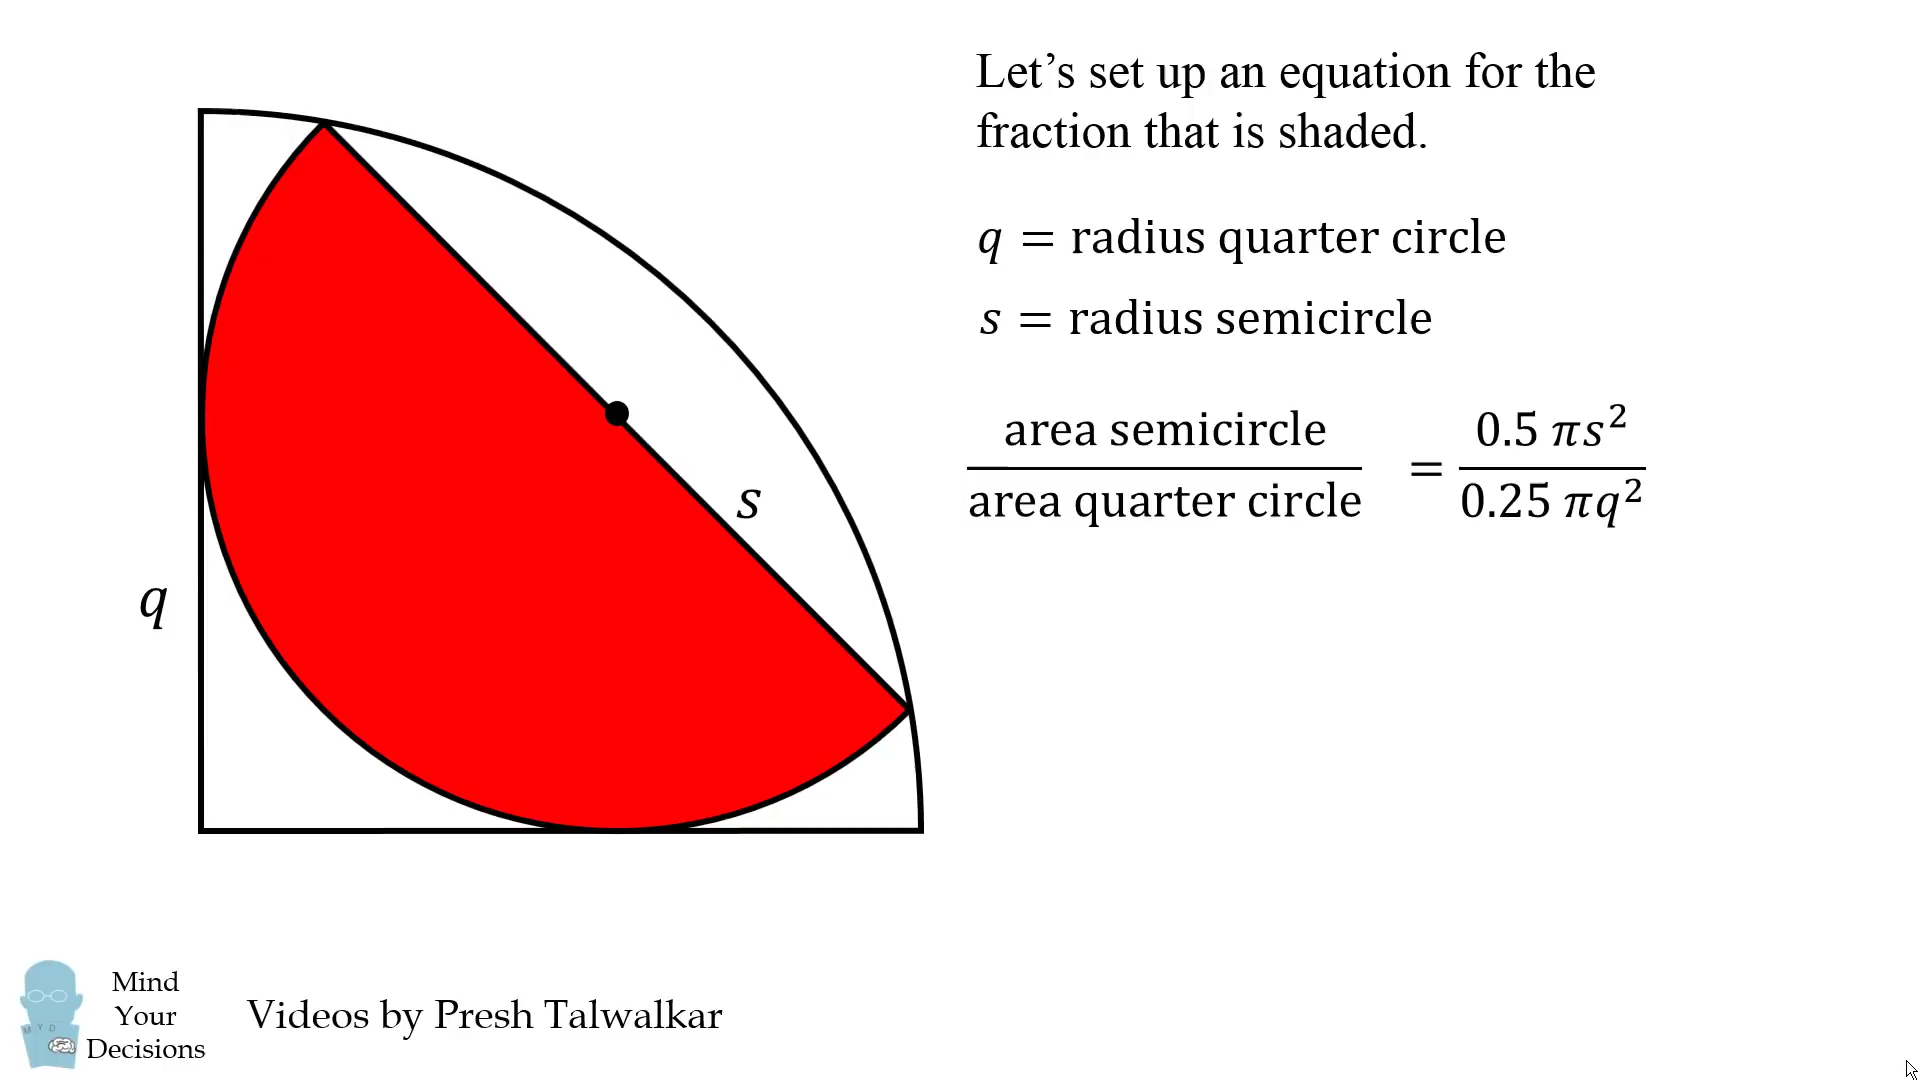 Let’s set up an equation for the
fraction that is shaded.
q = radius quarter circle
s = radius semicircle
area semicircle / area quarter circle = 0.5 πs² / 0.25 πq²
s
q
M Y D
Mind
Your
Decisions
Videos by Presh Talwalkar